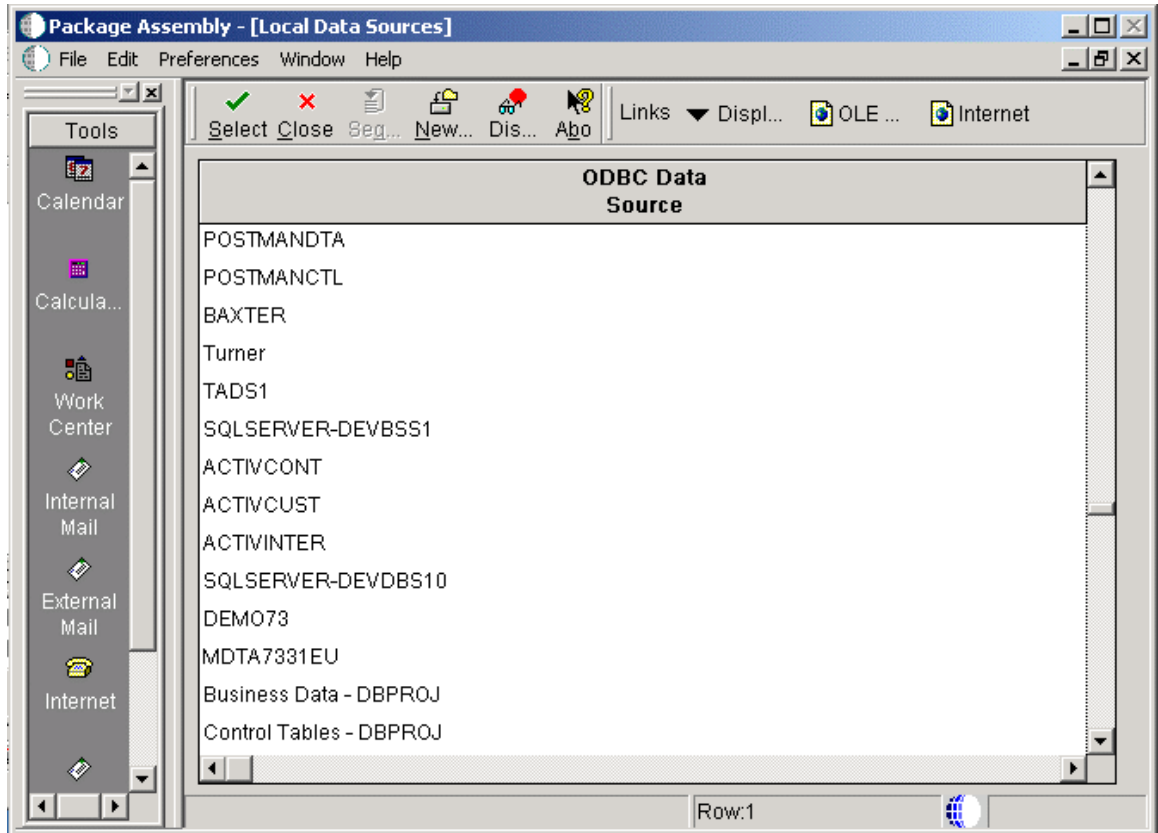 Package Assembly - [Local Data Sources]
File Edit Preferences Window Help
Tools
Select Close Seq... New... Dis... Abo Links Displ... OLE ... Internet
Calendar
Calcula...
Work
Center
Internal
Mail
External
Mail
Internet
ODBC Data
Source
POSTMANDTA
POSTMANCTL
BAXTER
Turner
TADS1
SQLSERVER-DEVBSS1
ACTIVCONT
ACTIVCUST
ACTIVINTER
SQLSERVER-DEVDBS10
DEMO73
MDTA7331EU
Business Data - DBPROJ
Control Tables - DBPROJ
Row:1